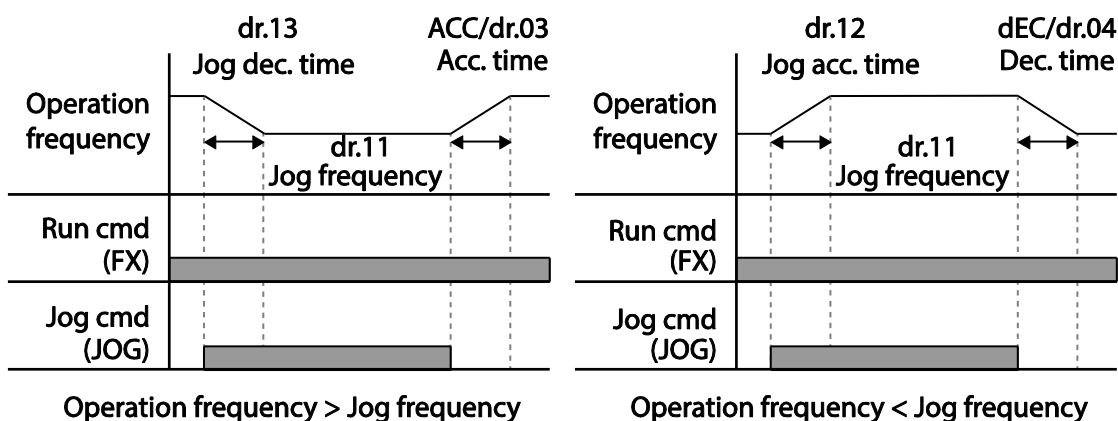 dr.13
Jog dec. time
ACC/dr.03
Acc. time
Operation
frequency
dr.11
Jog frequency
Run cmd
(FX)
Jog cmd
(JOG)
Operation frequency > Jog frequency
dr.12
Jog acc. time
dEC/dr.04
Dec. time
Operation
frequency
dr.11
Jog frequency
Run cmd
(FX)
Jog cmd
(JOG)
Operation frequency < Jog frequency